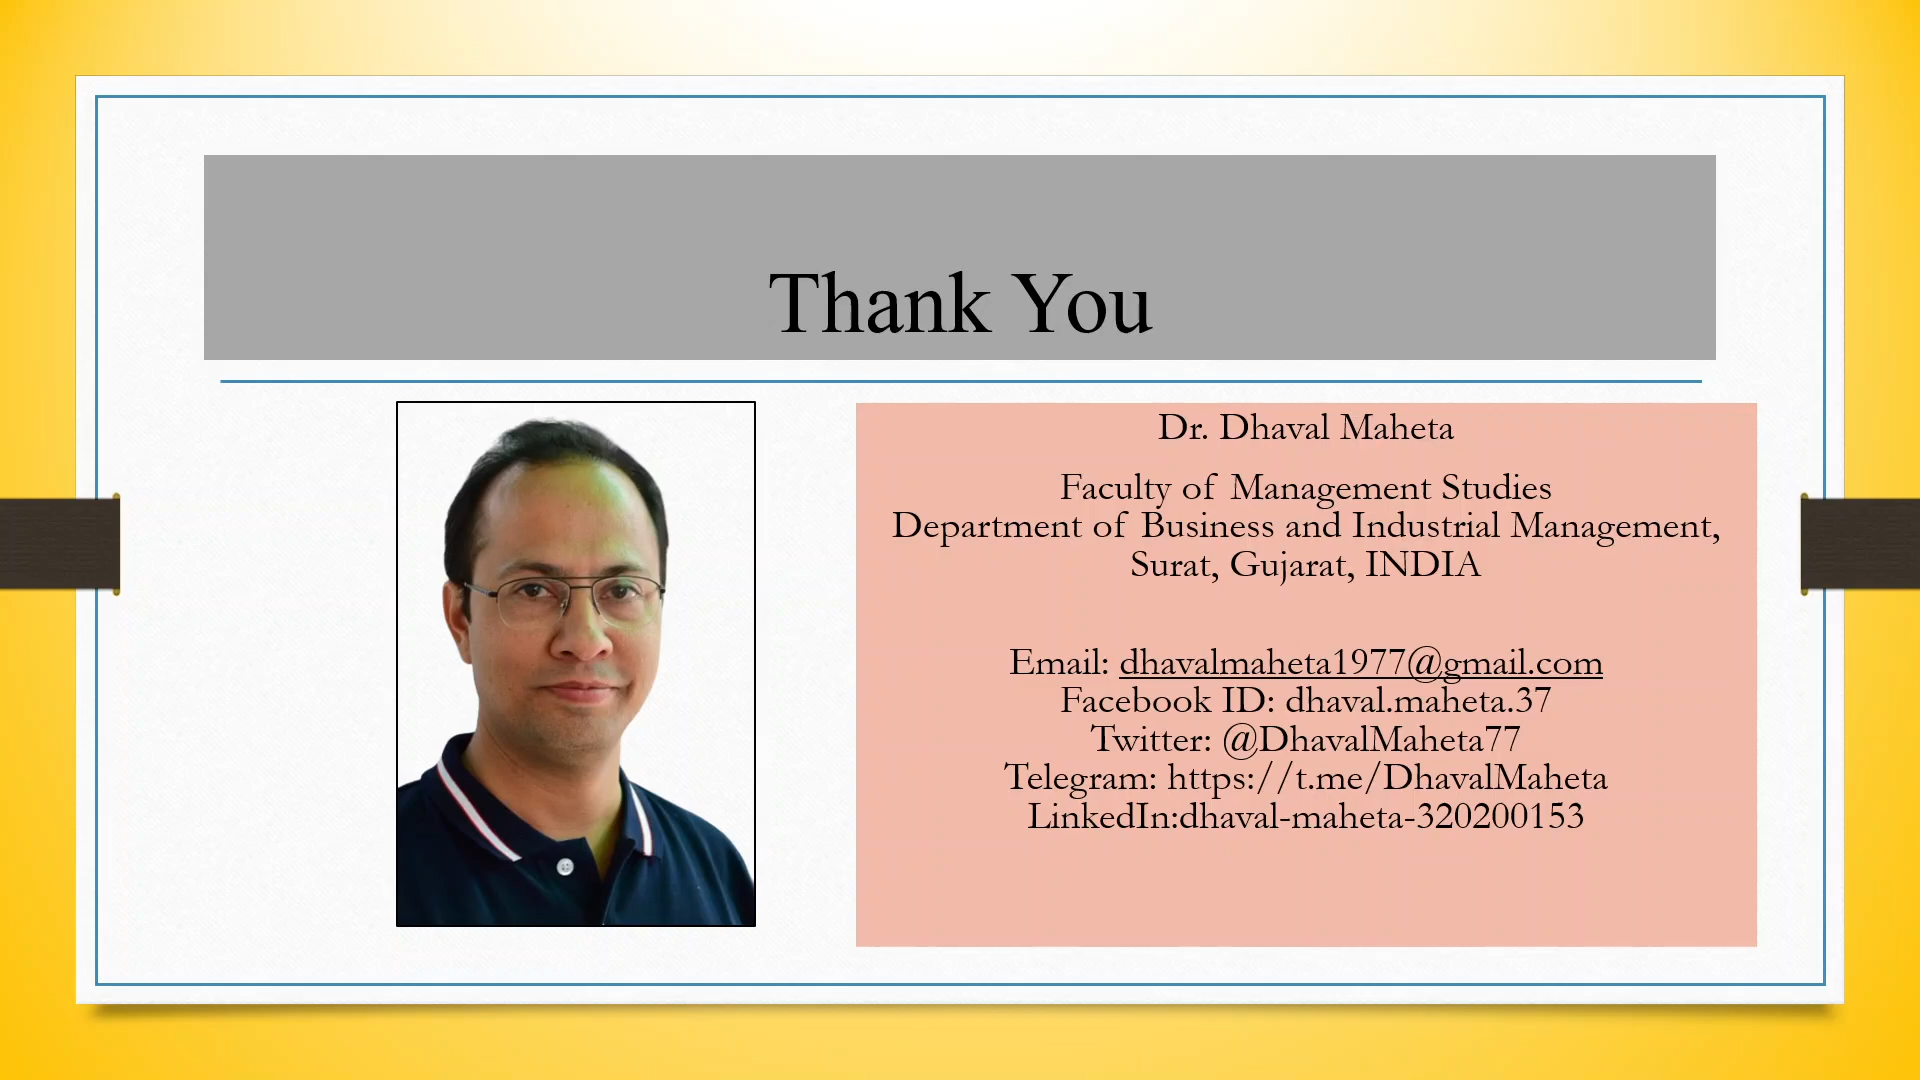 Thank You
Dr. Dhaval Maheta
Faculty of Management Studies
Department of Business and Industrial Management,
Surat, Gujarat, INDIA
Email: dhavalmaheta1977@gmail.com
Facebook ID: dhaval.maheta.37
Twitter: @DhavalMaheta77
Telegram: https://t.me/DhavalMaheta
LinkedIn:dhaval-maheta-320200153